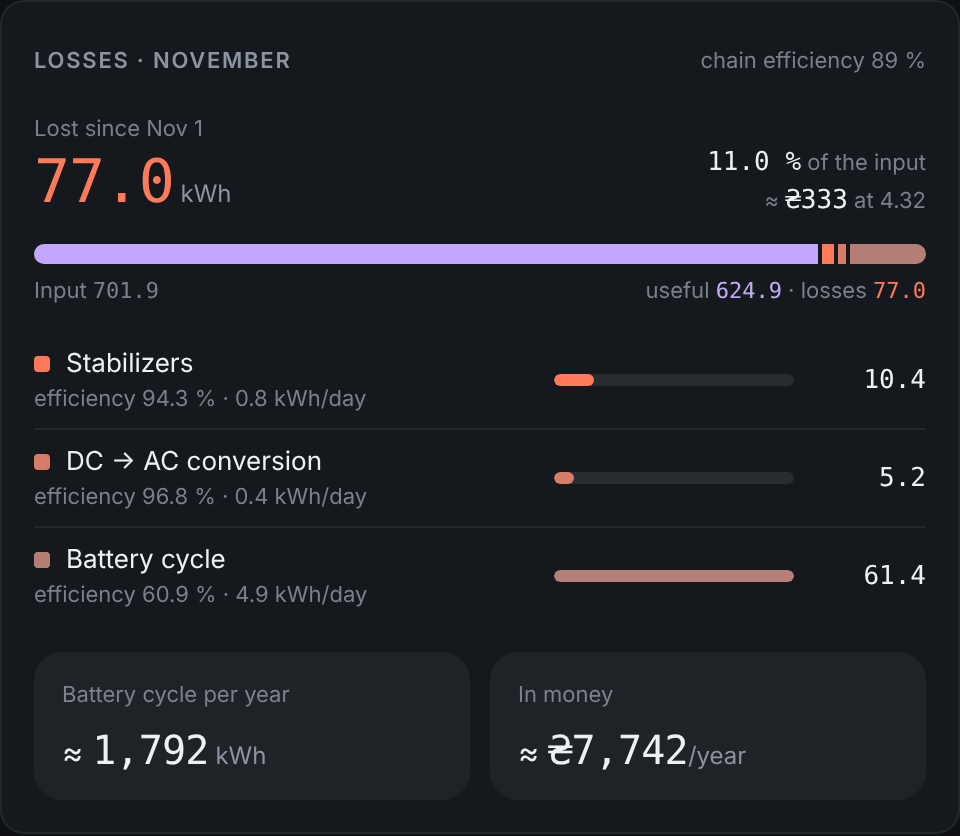 LOSSES · NOVEMBER
chain efficiency 89 %
Lost since Nov 1
77.0 kWh
11.0 % of the input
≈ ₴333 at 4.32
Input 701.9
useful 624.9 · losses 77.0
Stabilizers
efficiency 94.3 % · 0.8 kWh/day
10.4
DC → AC conversion
efficiency 96.8 % · 0.4 kWh/day
5.2
Battery cycle
efficiency 60.9 % · 4.9 kWh/day
61.4
Battery cycle per year
≈ 1,792 kWh
In money
≈ ₴7,742/year